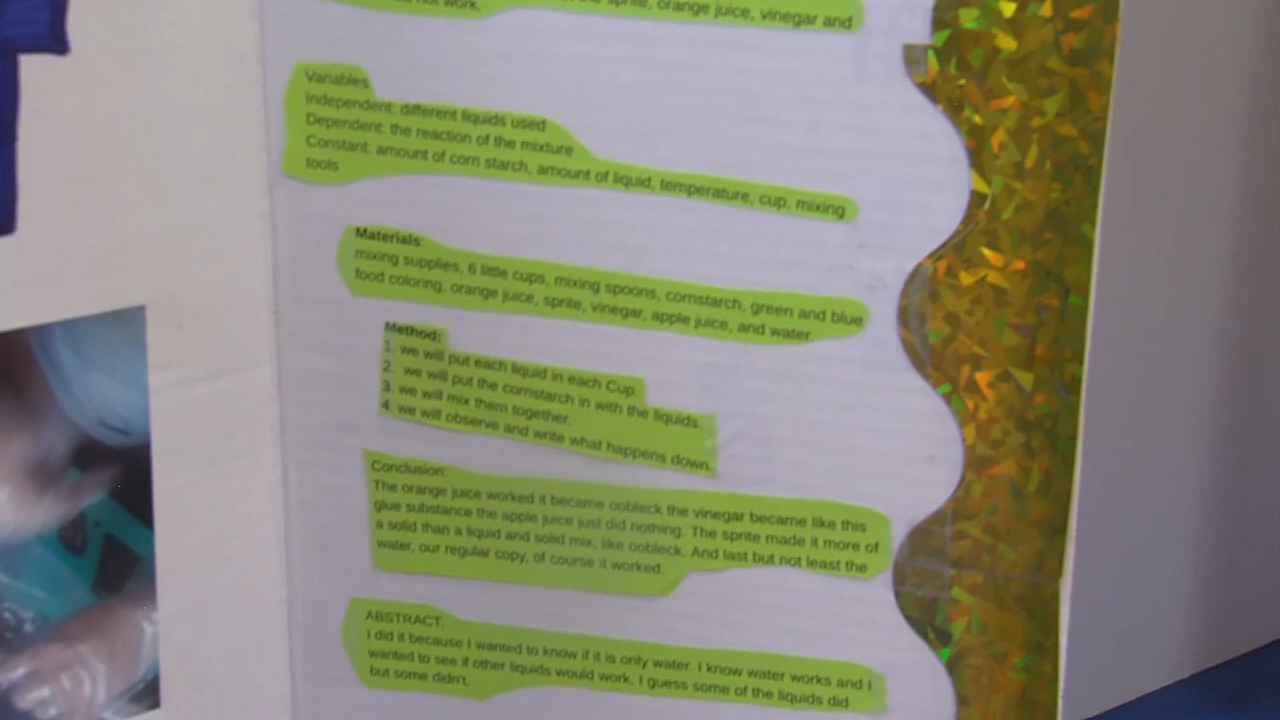 sprite, orange juice, vinegar and
not work.
Variables
Independent: different liquids used
Dependent: the reaction of the mixture
Constant: amount of corn starch, amount of liquid, temperature, cup, mixing
tools
Materials:
mixing supplies, 6 little cups, mixing spoons, cornstarch, green and blue
food coloring, orange juice, sprite, vinegar, apple juice, and water.
Method:
1. we will put each liquid in each Cup.
2. we will put the cornstarch in with the liquids.
3. we will mix them together.
4. we will observe and write what happens down.
Conclusion:
The orange juice worked it became oobleck the vinegar became like this
glue substance the apple juice just did nothing. The sprite made it more of
a solid than a liquid and solid mix, like oobleck. And last but not least the
water, our regular copy, of course it worked.
ABSTRACT:
I did it because I wanted to know if it is only water. I know water works and I
wanted to see if other liquids would work, I guess some of the liquids did
but some didn't.